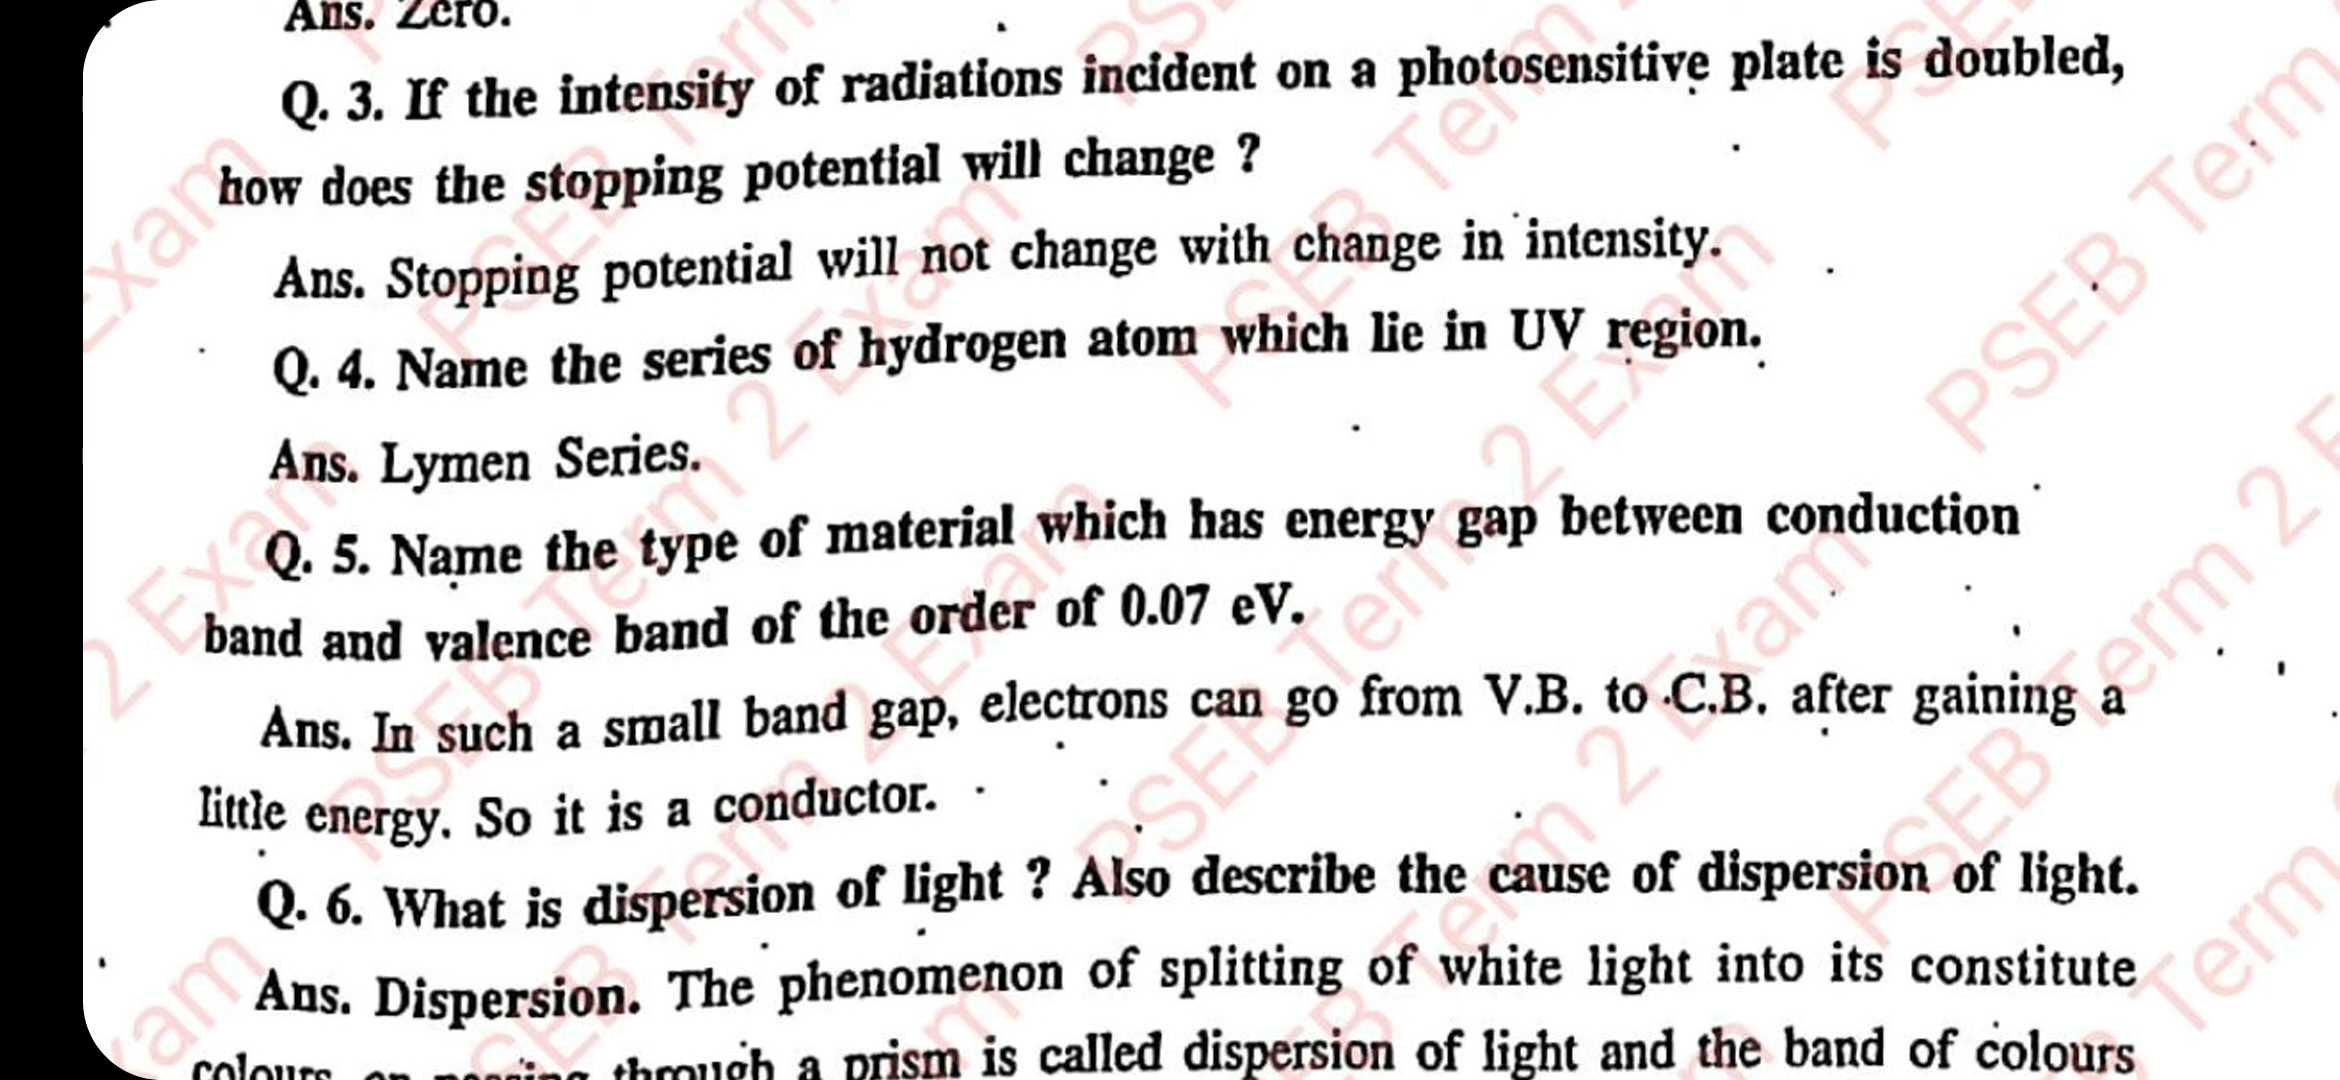 Ans. Zero.
Q. 3. If the intensity of radiations incident on a photosensitive plate is doubled,
how does the stopping potential will change ?
Ans. Stopping potential will not change with change in intensity.
Q. 4. Name the series of hydrogen atom which lie in UV region.
Ans. Lymen Series.
Q. 5. Name the type of material which has energy gap between conduction
band and valence band of the order of 0.07 eV.
Ans. In such a small band gap, electrons can go from V.B. to C.B. after gaining a
little energy. So it is a conductor.
Q. 6. What is dispersion of light ? Also describe the cause of dispersion of light.
Ans. Dispersion. The phenomenon of splitting of white light into its constitute
colours on passing through a prism is called dispersion of light and the band of colours